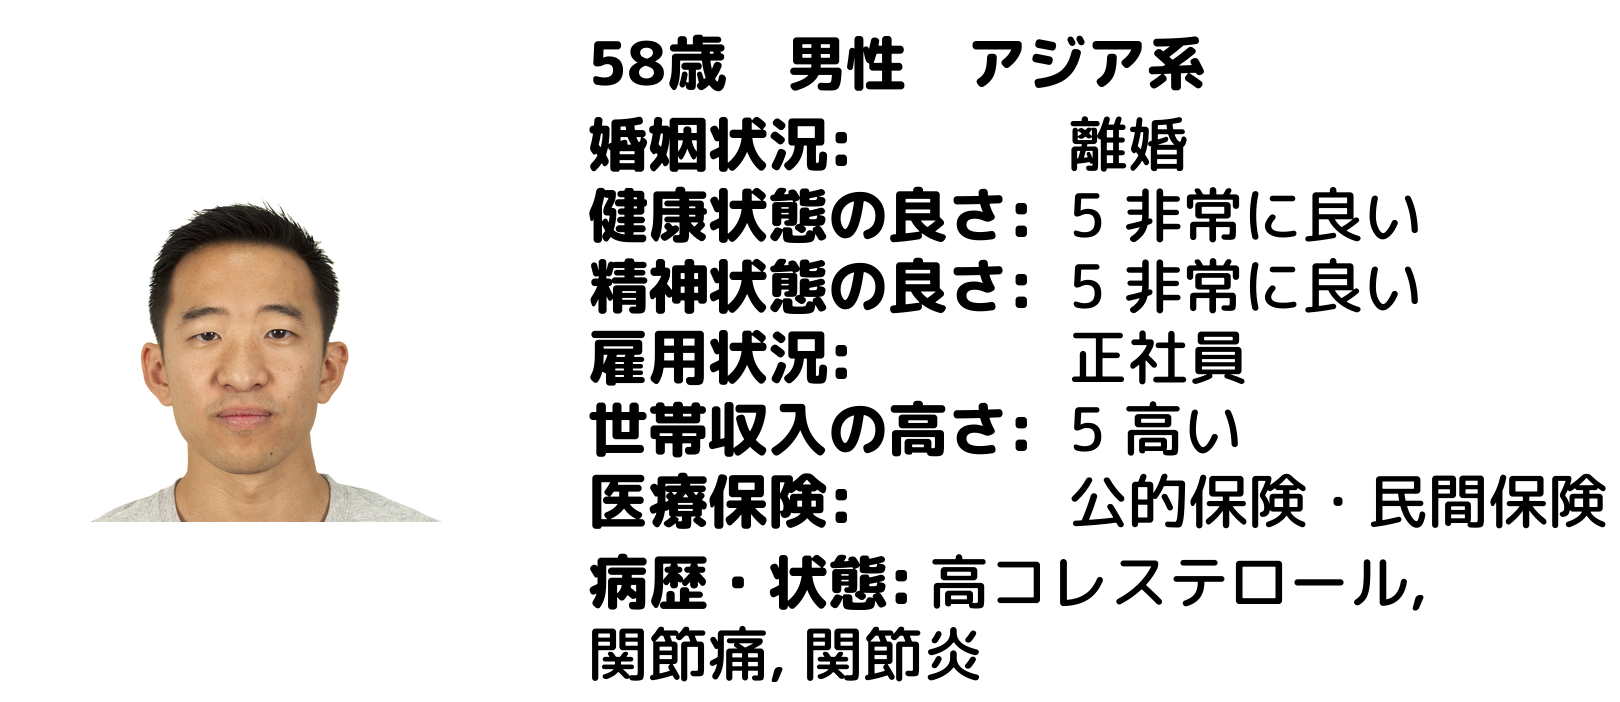 58歳　男性　アジア系
婚姻状況: 離婚
健康状態の良さ: 5 非常に良い
精神状態の良さ: 5 非常に良い
雇用状況: 正社員
世帯収入の高さ: 5 高い
医療保険: 公的保険・民間保険
病歴・状態: 高コレステロール,
関節痛, 関節炎